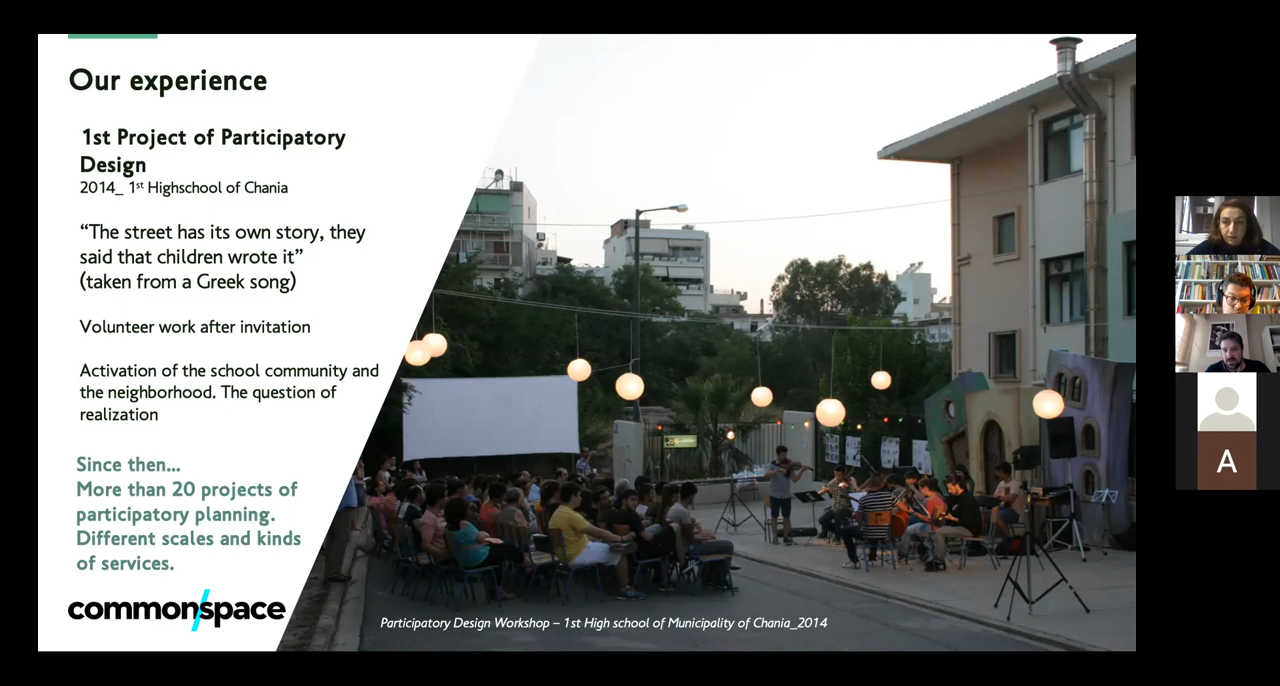 Our experience
1st Project of Participatory
Design
2014_ 1st Highschool of Chania
“The street has its own story, they
said that children wrote it”
(taken from a Greek song)
Volunteer work after invitation
Activation of the school community and
the neighborhood. The question of
realization
Since then...
More than 20 projects of
participatory planning.
Different scales and kinds
of services.
commonspace
Participatory Design Workshop – 1st High school of Municipality of Chania_2014
A